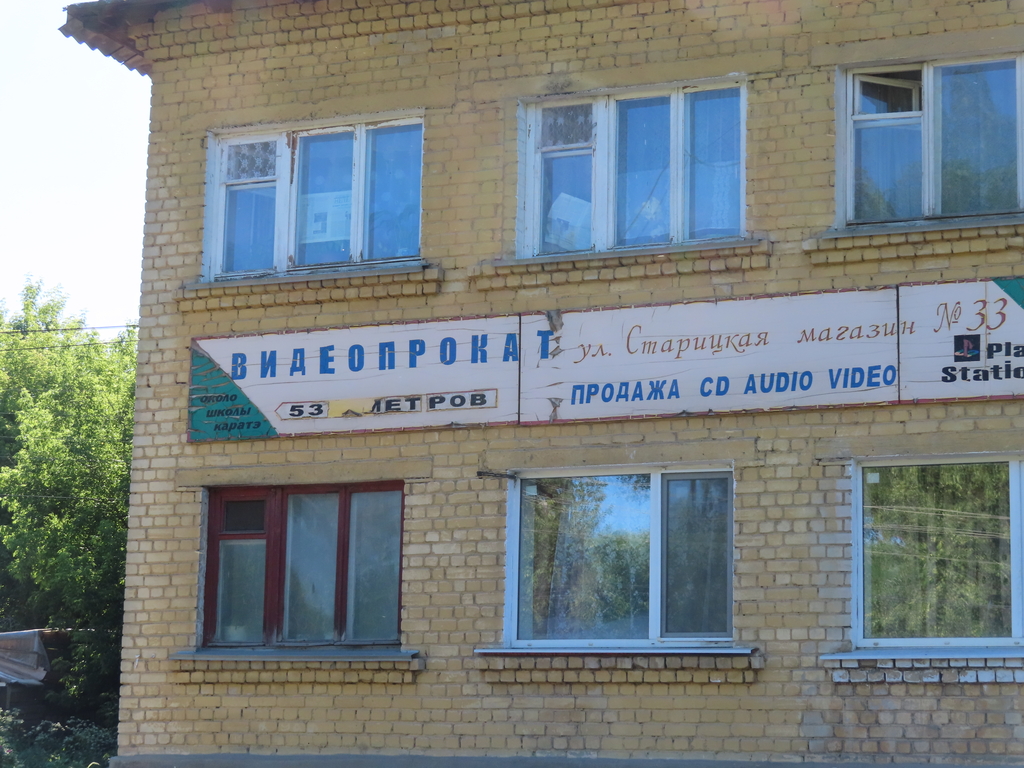 ВИДЕОПРОКАТ
ОКОЛО
ШКОЛЫ
КАРАТЭ
53 МЕТРОВ
ул. Старицкая магазин № 33
ПРОДАЖА CD AUDIO VIDEO
Pla
Statio